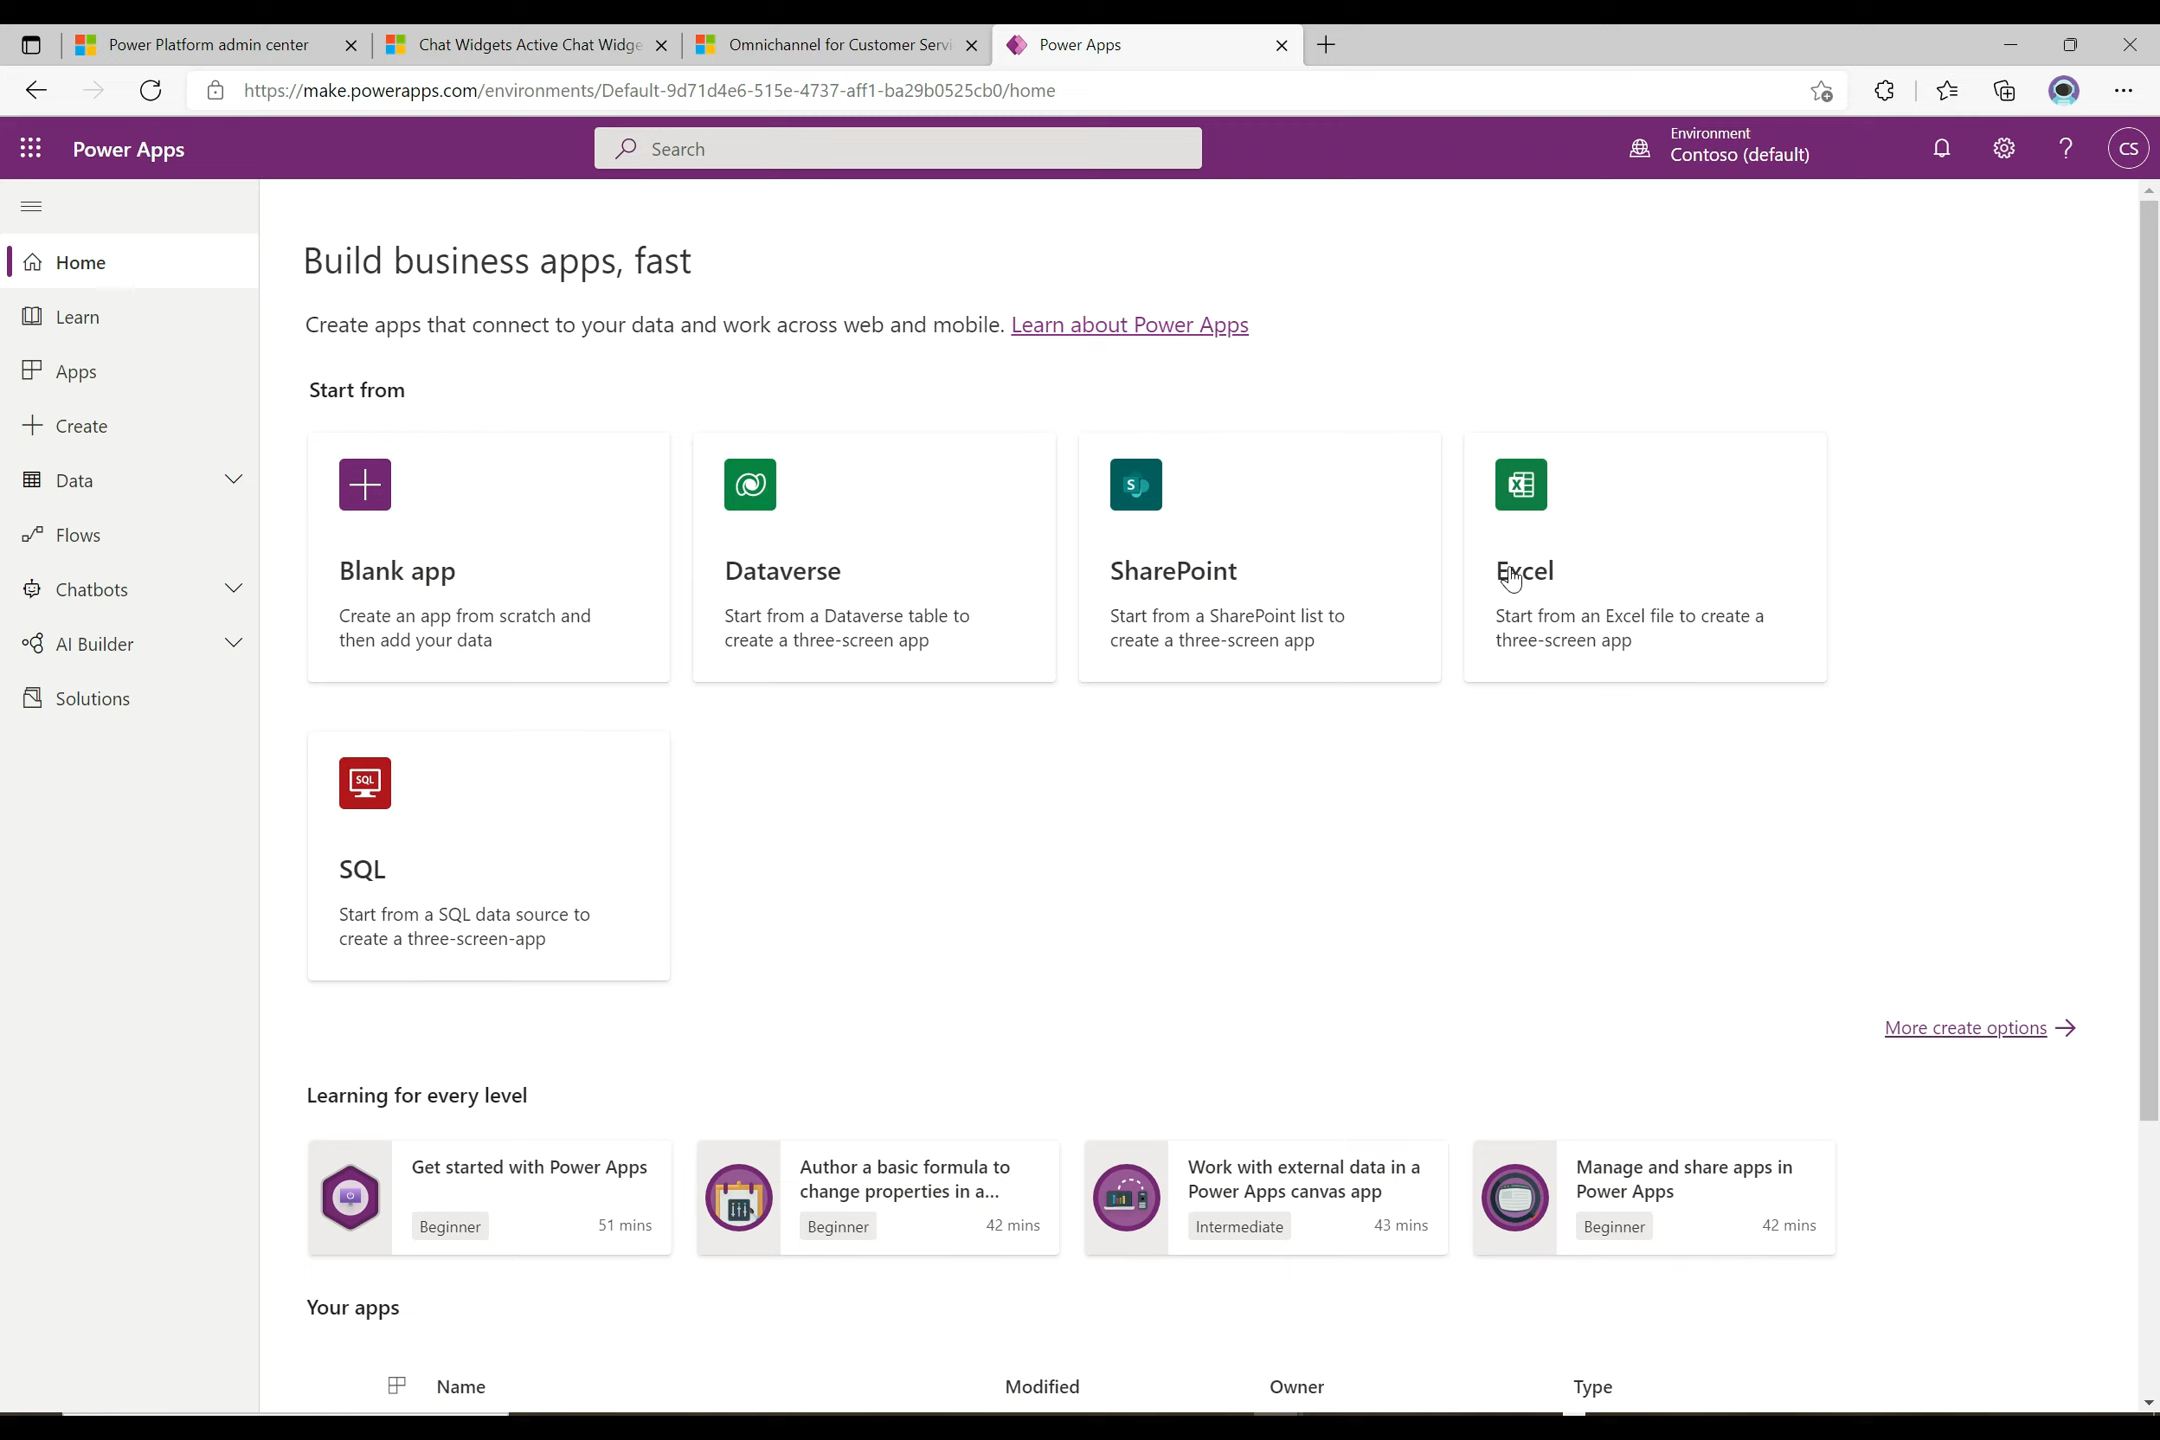 Power Platform admin center
Chat Widgets Active Chat Widge
Omnichannel for Customer Servi
Power Apps
https://make.powerapps.com/environments/Default-9d71d4e6-515e-4737-aff1-ba29b0525cb0/home
Power Apps
Search
Environment
Contoso (default)
?
CS
Home
Learn
Apps
Create
Data
Flows
Chatbots
AI Builder
Solutions
Build business apps, fast
Create apps that connect to your data and work across web and mobile. Learn about Power Apps
Start from
Blank app
Create an app from scratch and
then add your data
Dataverse
Start from a Dataverse table to
create a three-screen app
S
SharePoint
Start from a SharePoint list to
create a three-screen app
X
Excel
Start from an Excel file to create a
three-screen app
SQL
SQL
Start from a SQL data source to
create a three-screen-app
More create options
Learning for every level
Get started with Power Apps
Beginner
51 mins
Author a basic formula to
change properties in a...
Beginner
42 mins
Work with external data in a
Power Apps canvas app
Intermediate
43 mins
Manage and share apps in
Power Apps
Beginner
42 mins
Your apps
Name
Modified
Owner
Type